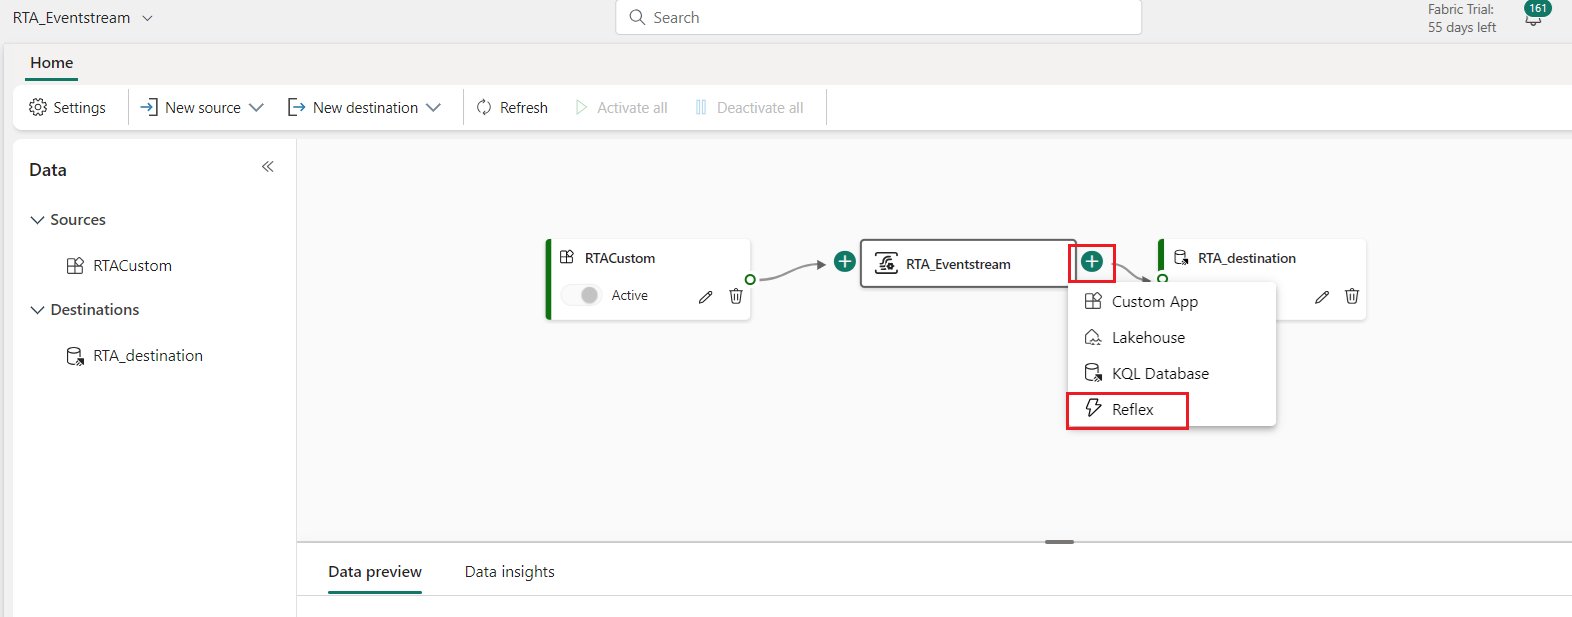 RTA_Eventstream
Search
Fabric Trial:
55 days left
161
Home
Settings
New source
New destination
Refresh
Activate all
Deactivate all
Data
Sources
RTACustom
Destinations
RTA_destination
RTACustom
Active
RTA_Eventstream
RTA_destination
Custom App
Lakehouse
KQL Database
Reflex
Data preview
Data insights